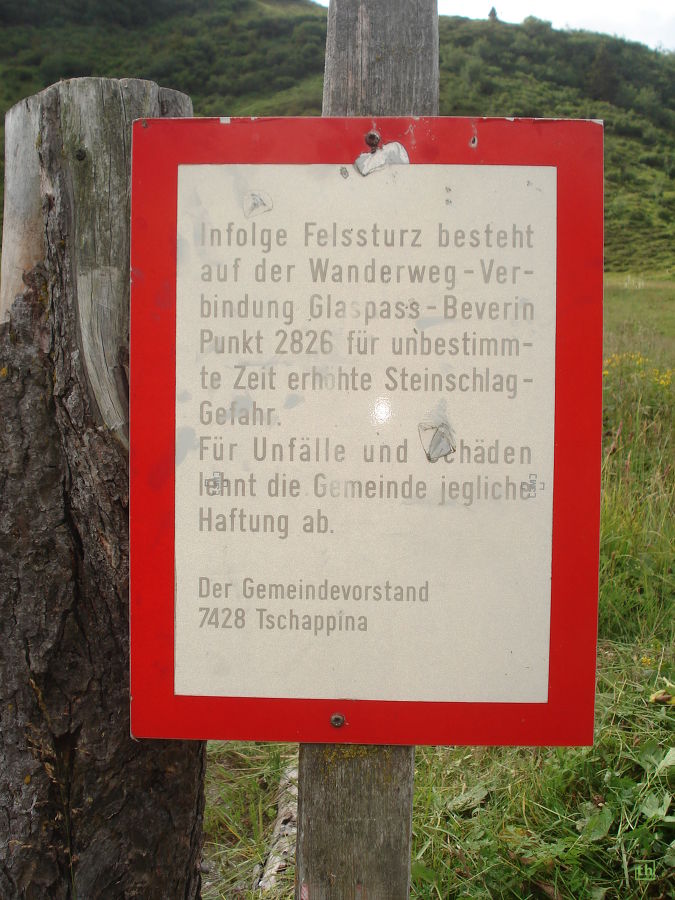 Infolge Felssturz besteht
auf der Wanderweg-Ver-
bindung Glaspass-Beverin
Punkt 2826 für unbestimm-
te Zeit erhöhte Steinschlag-
Gefahr.
Für Unfälle und Schäden
lehnt die Gemeinde jegliche
Haftung ab.
Der Gemeindevorstand
7428 Tschappina
th